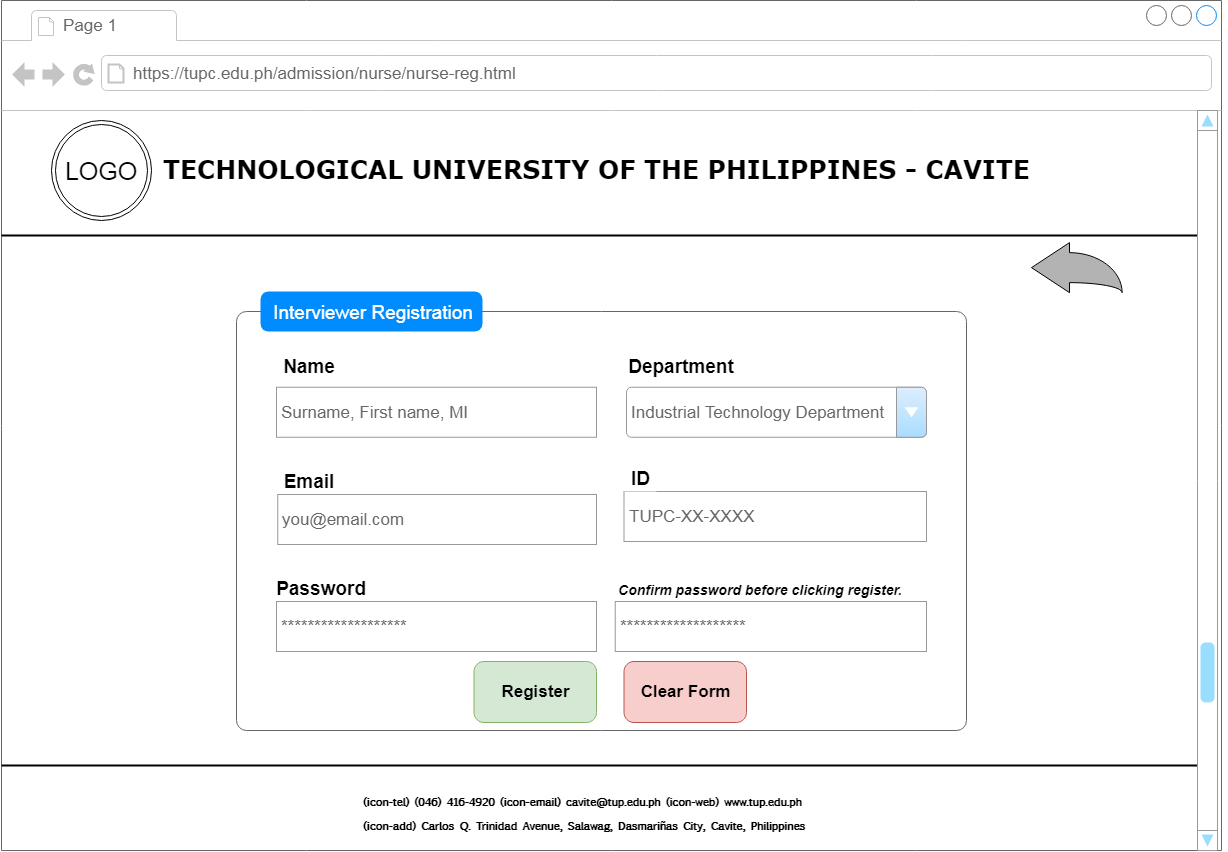 Page 1
https://tupc.edu.ph/admission/nurse/nurse-reg.html
LOGO
TECHNOLOGICAL UNIVERSITY OF THE PHILIPPINES - CAVITE
Interviewer Registration
Name
Department
Surname, First name, MI
Industrial Technology Department
Email
ID
you@email.com
TUPC-XX-XXXX
Password
Confirm password before clicking register.
*******************
*******************
Register
Clear Form
(icon-tel) (046) 416-4920 (icon-email) cavite@tup.edu.ph (icon-web) www.tup.edu.ph
(icon-add) Carlos Q. Trinidad Avenue, Salawag, Dasmariñas City, Cavite, Philippines